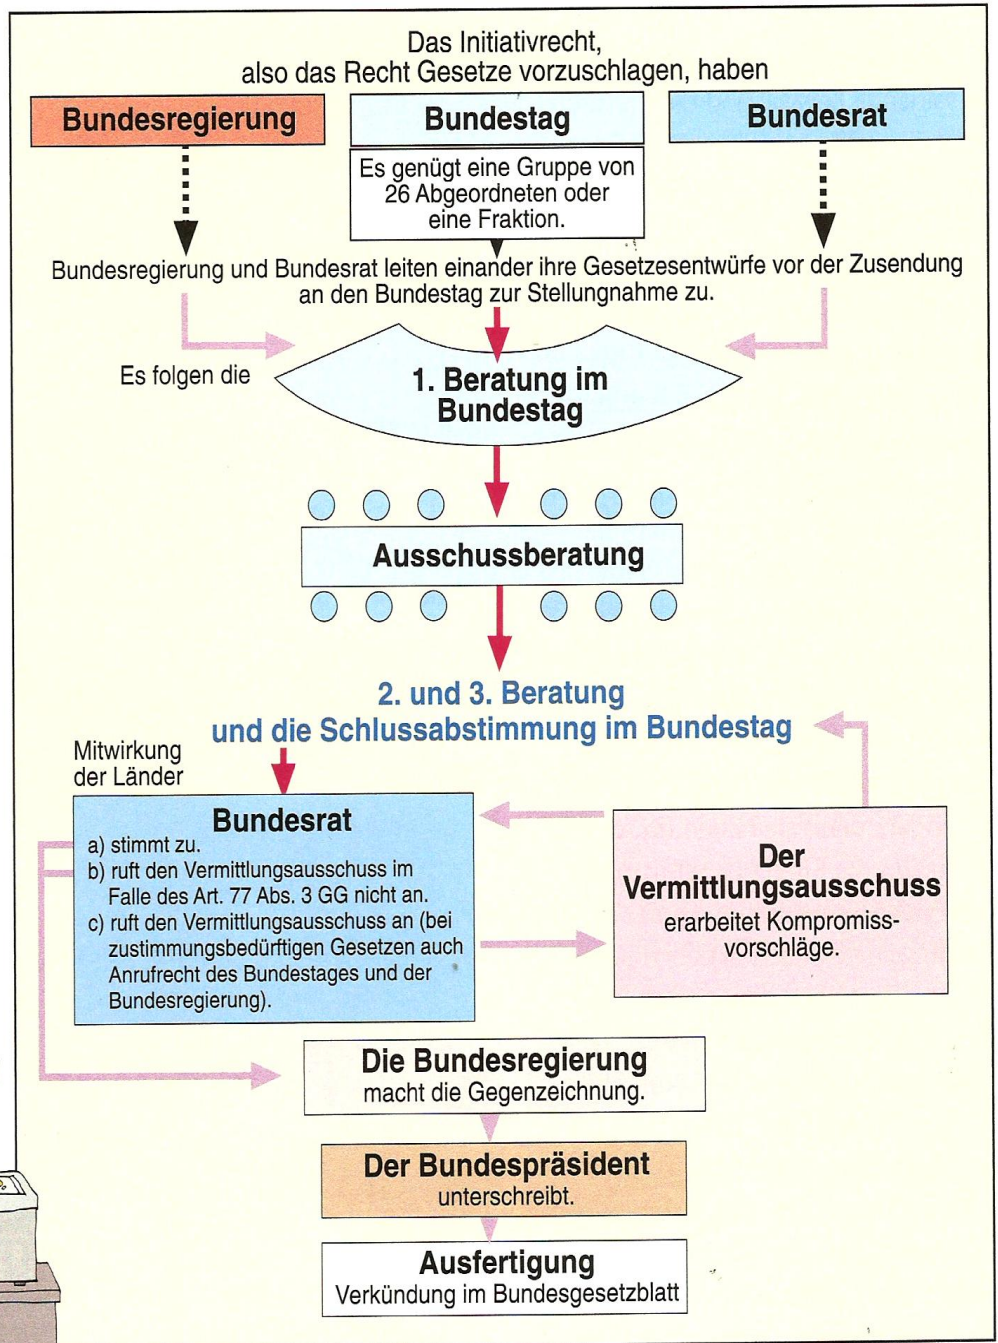 Das Initiativrecht,
also das Recht Gesetze vorzuschlagen, haben
Bundesregierung
Bundestag
Bundesrat
Es genügt eine Gruppe von
26 Abgeordneten oder
eine Fraktion.
Bundesregierung und Bundesrat leiten einander ihre Gesetzesentwürfe vor der Zusendung
an den Bundestag zur Stellungnahme zu.
Es folgen die
1. Beratung im
Bundestag
Ausschussberatung
2. und 3. Beratung
und die Schlussabstimmung im Bundestag
Mitwirkung
der Länder
Bundesrat
a) stimmt zu.
b) ruft den Vermittlungsausschuss im
Falle des Art. 77 Abs. 3 GG nicht an.
c) ruft den Vermittlungsausschuss an (bei
zustimmungsbedürftigen Gesetzen auch
Anrufrecht des Bundestages und der
Bundesregierung).
Der
Vermittlungsausschuss
erarbeitet Kompromiss-
vorschläge.
Die Bundesregierung
macht die Gegenzeichnung.
Der Bundespräsident
unterschreibt.
Ausfertigung
Verkündung im Bundesgesetzblatt